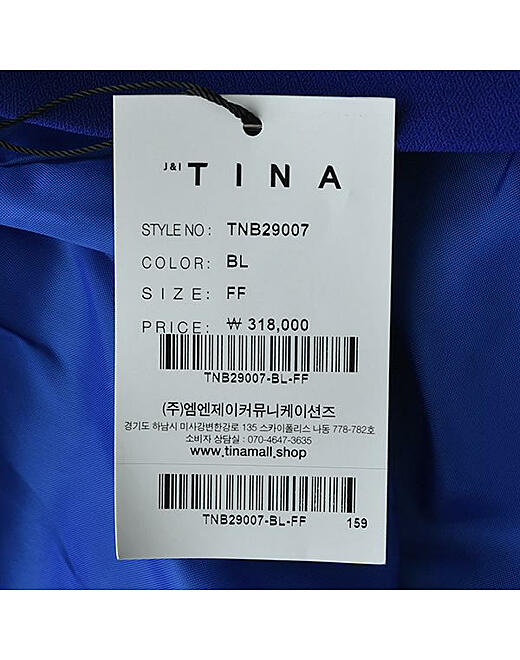 J&I TINA
STYLE NO: TNB29007
COLOR: BL
SIZE: FF
PRICE: ₩ 318,000
TNB29007-BL-FF
(주)엠엔제이커뮤니케이션즈
경기도 하남시 미사강변한강로 135 스카이폴리스 나동 778-782호
소비자 상담실 : 070-4647-3635
www.tinamall.shop
TNB29007-BL-FF 159